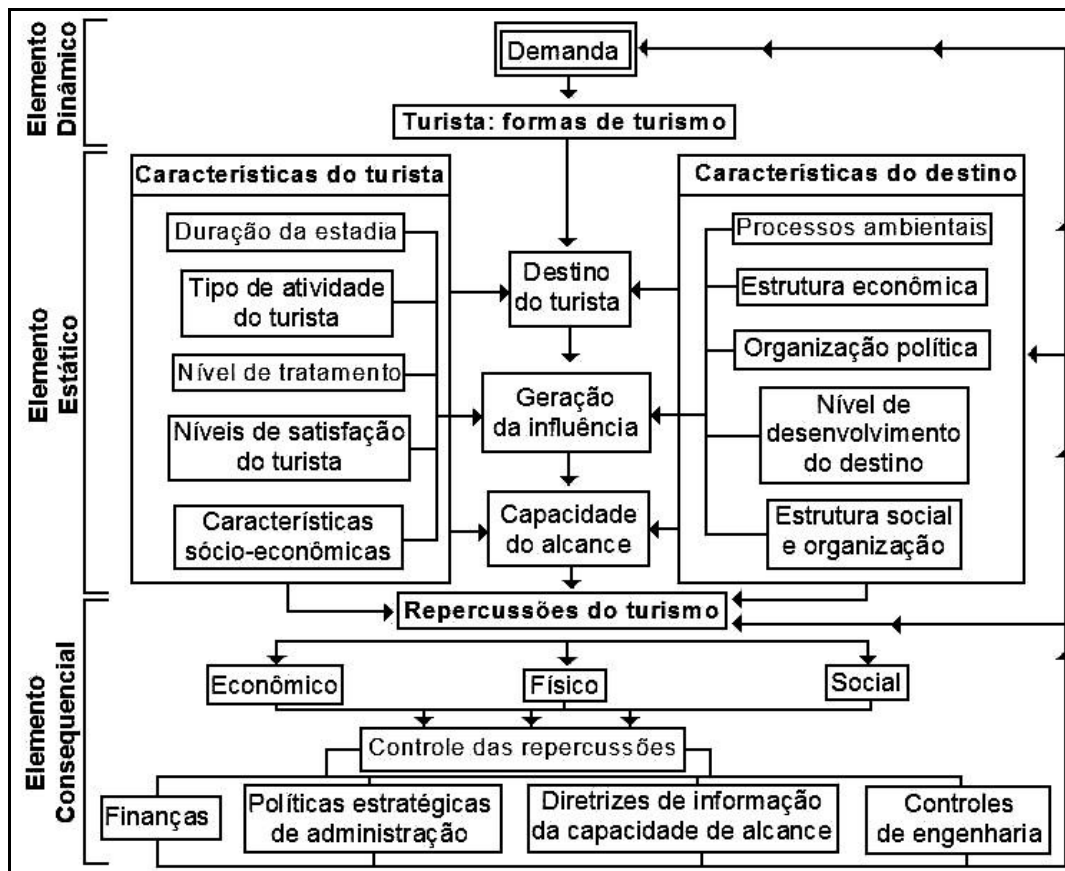 Elemento
Dinâmico
Demanda
Turista: formas de turismo
Elemento
Estático
Características do turista
Duração da estadia
Tipo de atividade
do turista
Nível de tratamento
Níveis de satisfação
do turista
Características
sócio-econômicas
Destino
do turista
Geração
da influência
Capacidade
do alcance
Características do destino
Processos ambientais
Estrutura econômica
Organização política
Nível de
desenvolvimento
do destino
Estrutura social
e organização
Elemento
Consequencial
Repercussões do turismo
Econômico
Físico
Social
Controle das repercussões
Finanças
Políticas estratégicas
de administração
Diretrizes de informação
da capacidade de alcance
Controles
de engenharia